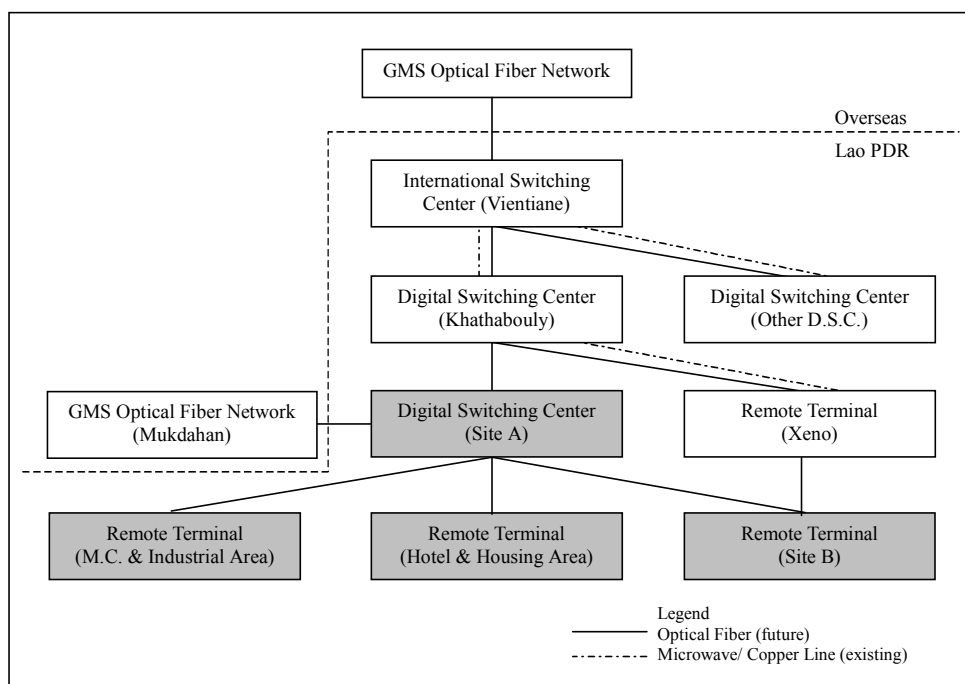 GMS Optical Fiber Network
Overseas
Lao PDR
International Switching
Center (Vientiane)
Digital Switching Center
(Khathabouly)
Digital Switching Center
(Other D.S.C.)
GMS Optical Fiber Network
(Mukdahan)
Digital Switching Center
(Site A)
Remote Terminal
(Xeno)
Remote Terminal
(M.C. & Industrial Area)
Remote Terminal
(Hotel & Housing Area)
Remote Terminal
(Site B)
Legend
Optical Fiber (future)
Microwave/ Copper Line (existing)